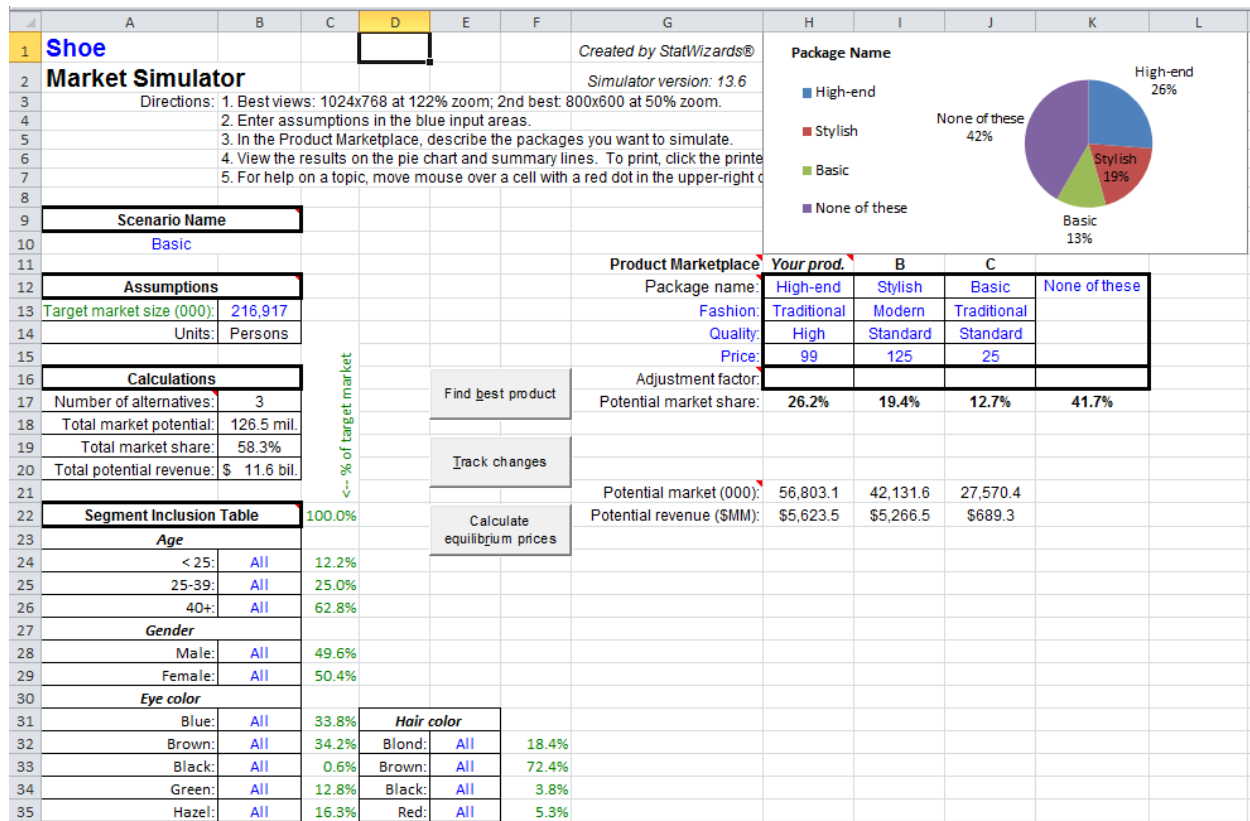 A B C D E F G H I J K L
1 Shoe Created by StatWizards®
2 Market Simulator Simulator version: 13.6
3 Directions: 1. Best views: 1024x768 at 122% zoom; 2nd best: 800x600 at 50% zoom.
4 2. Enter assumptions in the blue input areas.
5 3. In the Product Marketplace, describe the packages you want to simulate.
6 4. View the results on the pie chart and summary lines. To print, click the printe
7 5. For help on a topic, move mouse over a cell with a red dot in the upper-right
Package Name
High-end
Stylish
Basic
None of these
High-end
26%
None of these
42%
Stylish
19%
Basic
13%
8
9 Scenario Name
10 Basic
11 Product Marketplace Your prod. B C
12 Assumptions Package name: High-end Stylish Basic None of these
13 Target market size (000): 216,917 Fashion: Traditional Modern Traditional
14 Units: Persons Quality: High Standard Standard
15 Price: 99 125 25
16 Calculations Adjustment factor:
17 Number of alternatives: 3 Potential market share: 26.2% 19.4% 12.7% 41.7%
18 Total market potential: 126.5 mil.
19 Total market share: 58.3%
20 Total potential revenue: $ 11.6 bil.
<-- % of target market
Find best product
Track changes
Calculate
equilibrium prices
21 Potential market (000): 56,803.1 42,131.6 27,570.4
22 Segment Inclusion Table 100.0% Potential revenue ($MM): $5,623.5 $5,266.5 $689.3
23 Age
24 < 25: All 12.2%
25 25-39: All 25.0%
26 40+: All 62.8%
27 Gender
28 Male: All 49.6%
29 Female: All 50.4%
30 Eye color
31 Blue: All 33.8% Hair color
32 Brown: All 34.2% Blond: All 18.4%
33 Black: All 0.6% Brown: All 72.4%
34 Green: All 12.8% Black: All 3.8%
35 Hazel: All 16.3% Red: All 5.3%